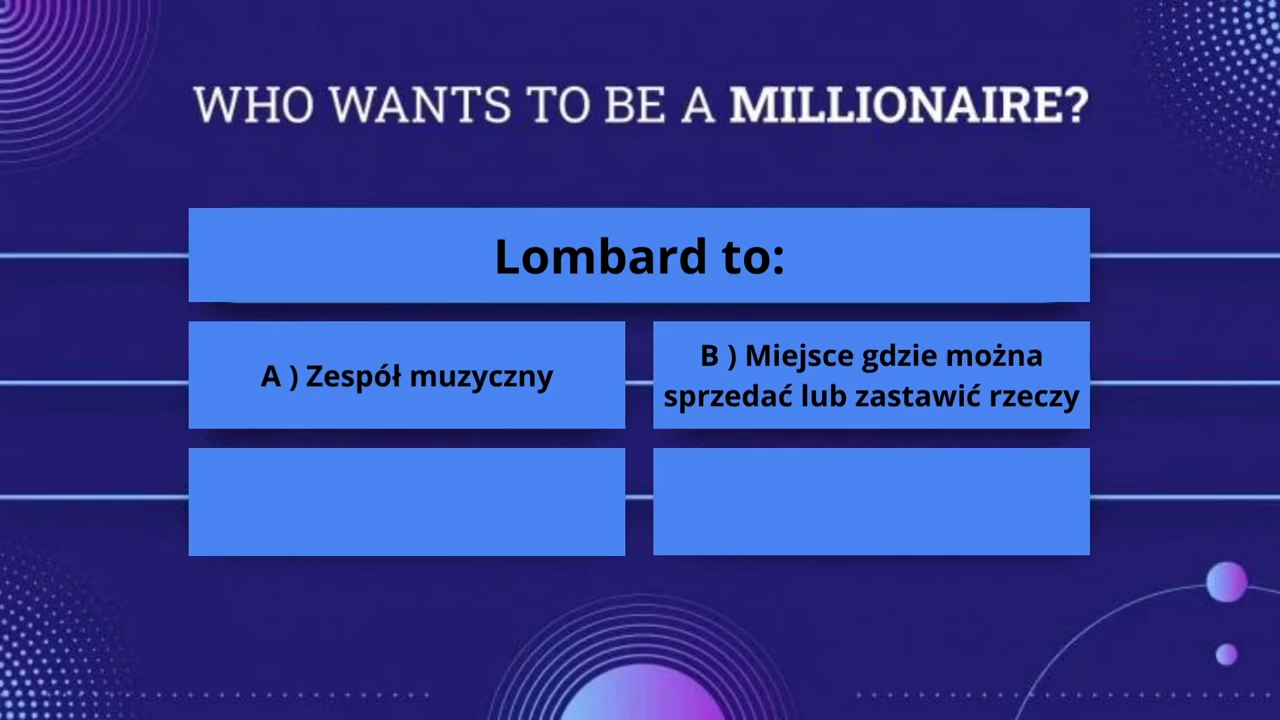 WHO WANTS TO BE A MILLIONAIRE?
Lombard to:
A ) Zespół muzyczny
B ) Miejsce gdzie można
sprzedać lub zastawić rzeczy